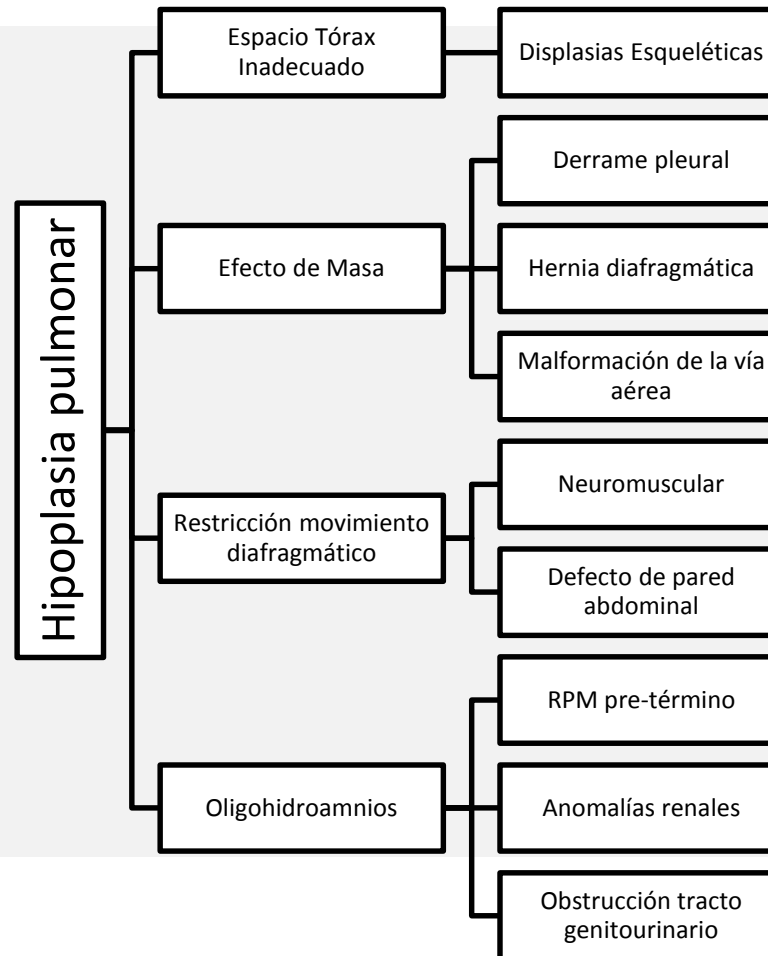 Hipoplasia pulmonar
Espacio Tórax
Inadecuado
Displasias Esqueléticas
Efecto de Masa
Derrame pleural
Hernia diafragmática
Malformación de la vía
aérea
Restricción movimiento
diafragmático
Neuromuscular
Defecto de pared
abdominal
Oligohidroamnios
RPM pre-término
Anomalías renales
Obstrucción tracto
genitourinario